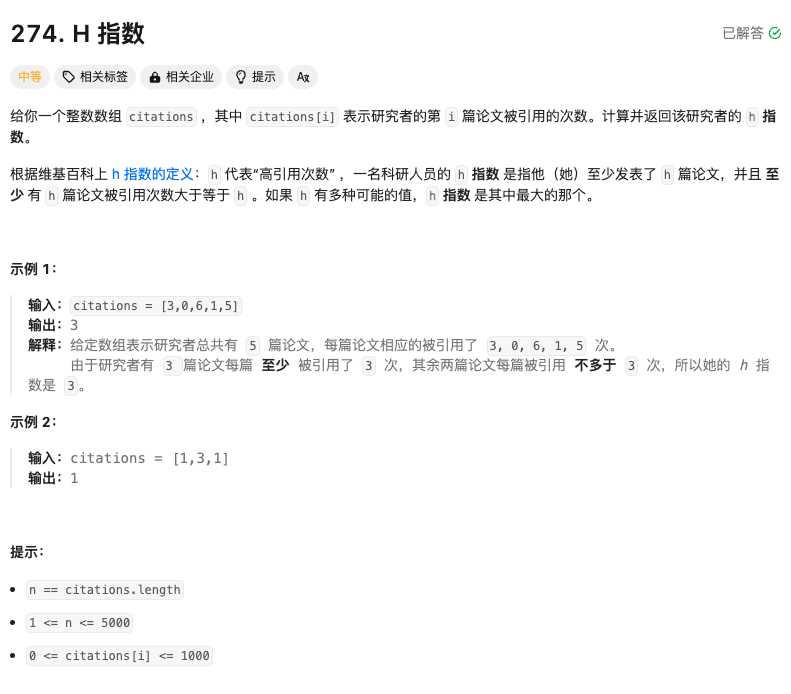 274. H 指数
已解答
中等
相关标签
相关企业
提示
给你一个整数数组 citations ，其中 citations[i] 表示研究者的第 i 篇论文被引用的次数。计算并返回该研究者的 h 指
数。
根据维基百科上 h 指数的定义：h 代表“高引用次数” ，一名科研人员的 h 指数 是指他（她）至少发表了 h 篇论文，并且 至
少 有 h 篇论文被引用次数大于等于 h 。如果 h 有多种可能的值，h 指数 是其中最大的那个。
示例 1：
输入：citations = [3,0,6,1,5]
输出：3
解释：给定数组表示研究者总共有 5 篇论文，每篇论文相应的被引用了 3, 0, 6, 1, 5 次。
由于研究者有 3 篇论文每篇 至少 被引用了 3 次，其余两篇论文每篇被引用 不多于 3 次，所以她的 h 指
数是 3。
示例 2：
输入：citations = [1,3,1]
输出：1
提示：
n == citations.length
1 <= n <= 5000
0 <= citations[i] <= 1000